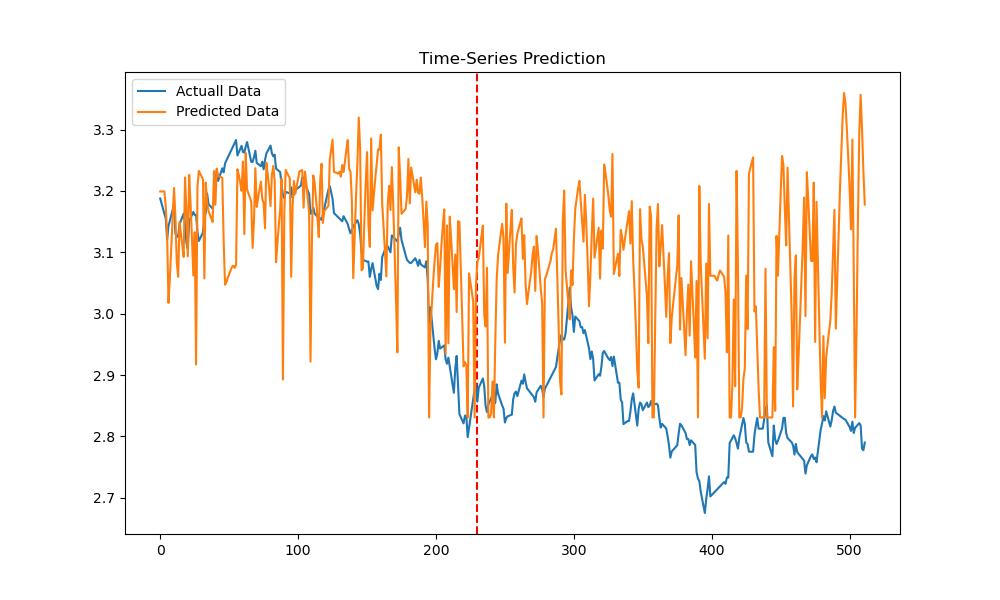 Time-Series Prediction
Actuall Data
Predicted Data
3.3
3.2
3.1
3.0
2.9
2.8
2.7
0 100 200 300 400 500